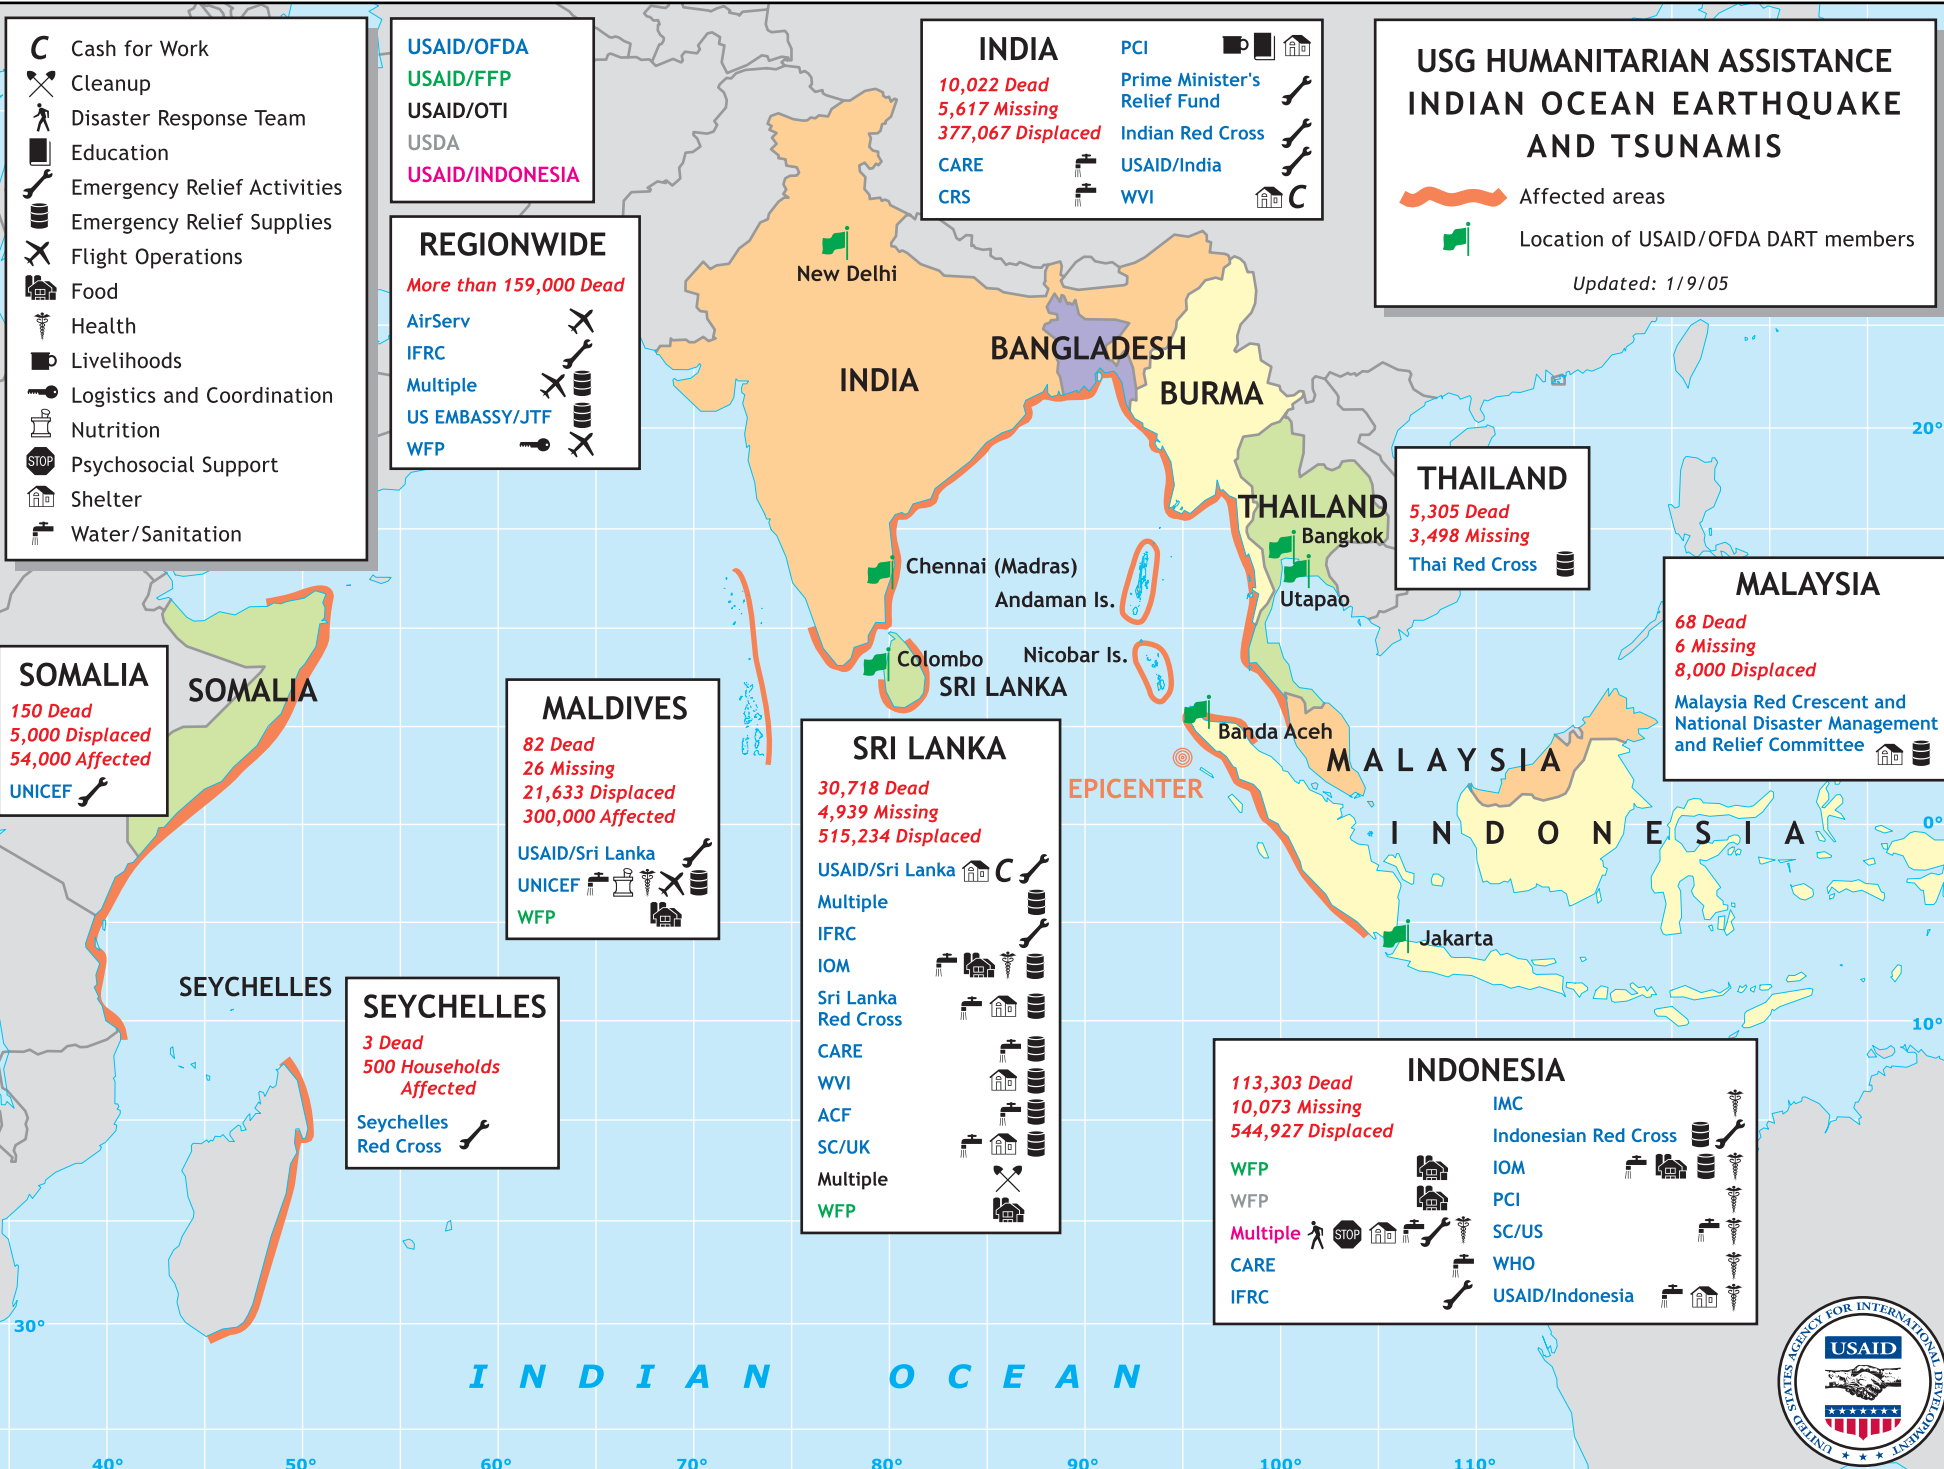 C Cash for Work
Cleanup
Disaster Response Team
Education
Emergency Relief Activities
Emergency Relief Supplies
Flight Operations
Food
Health
Livelihoods
Logistics and Coordination
Nutrition
STOP Psychosocial Support
Shelter
Water/Sanitation
USAID/OFDA
USAID/FFP
USAID/OTI
USDA
USAID/INDONESIA
REGIONWIDE
More than 159,000 Dead
AirServ
IFRC
Multiple
US EMBASSY/JTF
WFP
INDIA
10,022 Dead
5,617 Missing
377,067 Displaced
CARE
CRS
PCI
Prime Minister's
Relief Fund
Indian Red Cross
USAID/India
WVI C
USG HUMANITARIAN ASSISTANCE
INDIAN OCEAN EARTHQUAKE
AND TSUNAMIS
Affected areas
Location of USAID/OFDA DART members
Updated: 1/9/05
New Delhi
INDIA
BANGLADESH
BURMA
THAILAND
Bangkok
Utapao
Chennai (Madras)
Andaman Is.
Nicobar Is.
Colombo
SRI LANKA
Banda Aceh
EPICENTER
MALAYSIA
INDONESIA
Jakarta
SOMALIA
SEYCHELLES
THAILAND
5,305 Dead
3,498 Missing
Thai Red Cross
MALAYSIA
68 Dead
6 Missing
8,000 Displaced
Malaysia Red Crescent and
National Disaster Management
and Relief Committee
SOMALIA
150 Dead
5,000 Displaced
54,000 Affected
UNICEF
MALDIVES
82 Dead
26 Missing
21,633 Displaced
300,000 Affected
USAID/Sri Lanka
UNICEF
WFP
SRI LANKA
30,718 Dead
4,939 Missing
515,234 Displaced
USAID/Sri Lanka C
Multiple
IFRC
IOM
Sri Lanka
Red Cross
CARE
WVI
ACF
SC/UK
Multiple
WFP
SEYCHELLES
3 Dead
500 Households
Affected
Seychelles
Red Cross
INDONESIA
113,303 Dead
10,073 Missing
544,927 Displaced
WFP
WFP
Multiple STOP
CARE
IFRC
IMC
Indonesian Red Cross
IOM
PCI
SC/US
WHO
USAID/Indonesia
INDIAN OCEAN
20°
0°
10°
30°
40°
50°
60°
70°
80°
90°
100°
110°
UNITED STATES AGENCY FOR INTERNATIONAL DEVELOPMENT
USAID